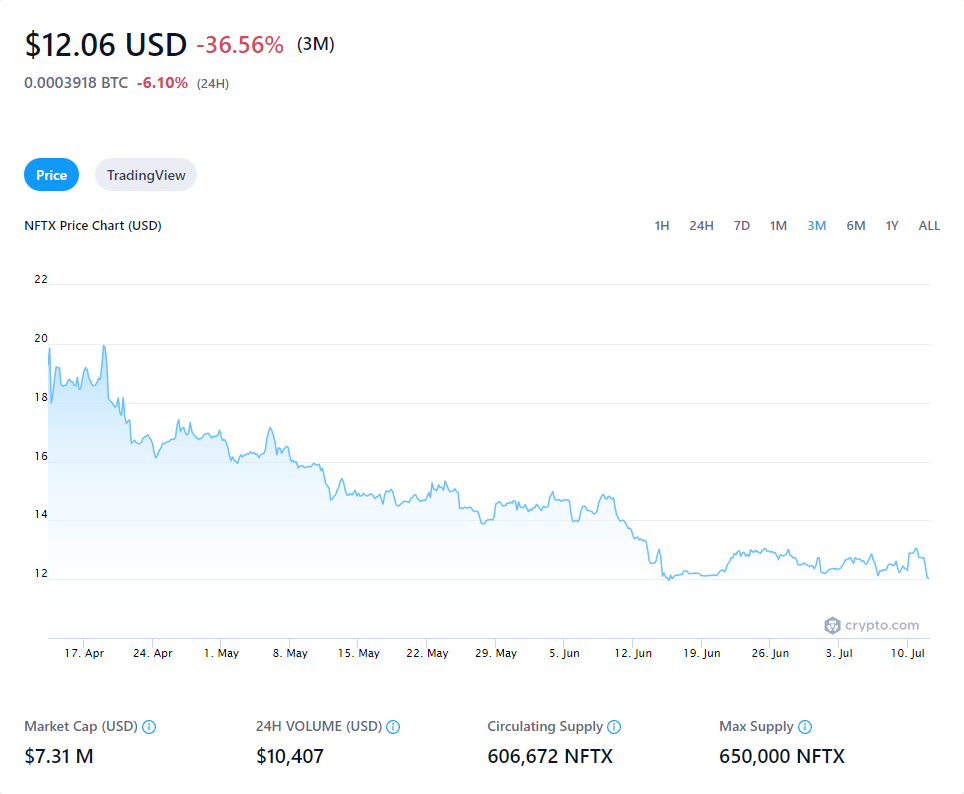 $12.06 USD -36.56% (3M)
0.0003918 BTC -6.10% (24H)
Price TradingView
NFTX Price Chart (USD) 1H 24H 7D 1M 3M 6M 1Y ALL
22
20
18
16
14
12
crypto.com
17. Apr 24. Apr 1. May 8. May 15. May 22. May 29. May 5. Jun 12. Jun 19. Jun 26. Jun 3. Jul 10. Jul
Market Cap (USD) 24H VOLUME (USD) Circulating Supply Max Supply
$7.31 M $10,407 606,672 NFTX 650,000 NFTX